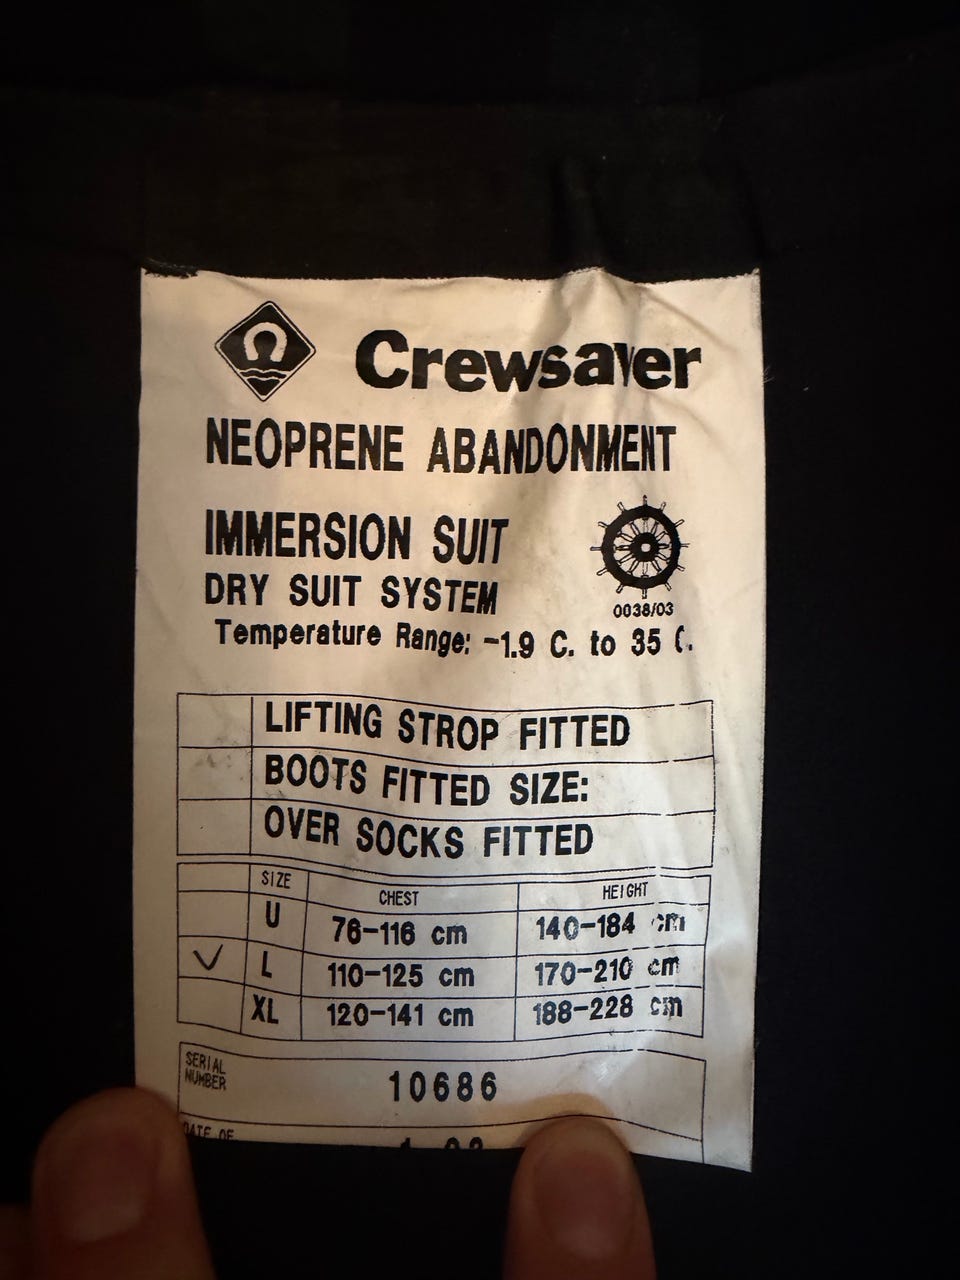 Crewsaver
NEOPRENE ABANDONMENT
IMMERSION SUIT
DRY SUIT SYSTEM
0038/03
Temperature Range: -1.9 C. to 35 C.
LIFTING STROP FITTED
BOOTS FITTED SIZE:
OVER SOCKS FITTED
SIZE CHEST HEIGHT
U 76-116 cm 140-184 cm
✓ L 110-125 cm 170-210 cm
XL 120-141 cm 188-228 cm
SERIAL
NUMBER 10686
DATE OF